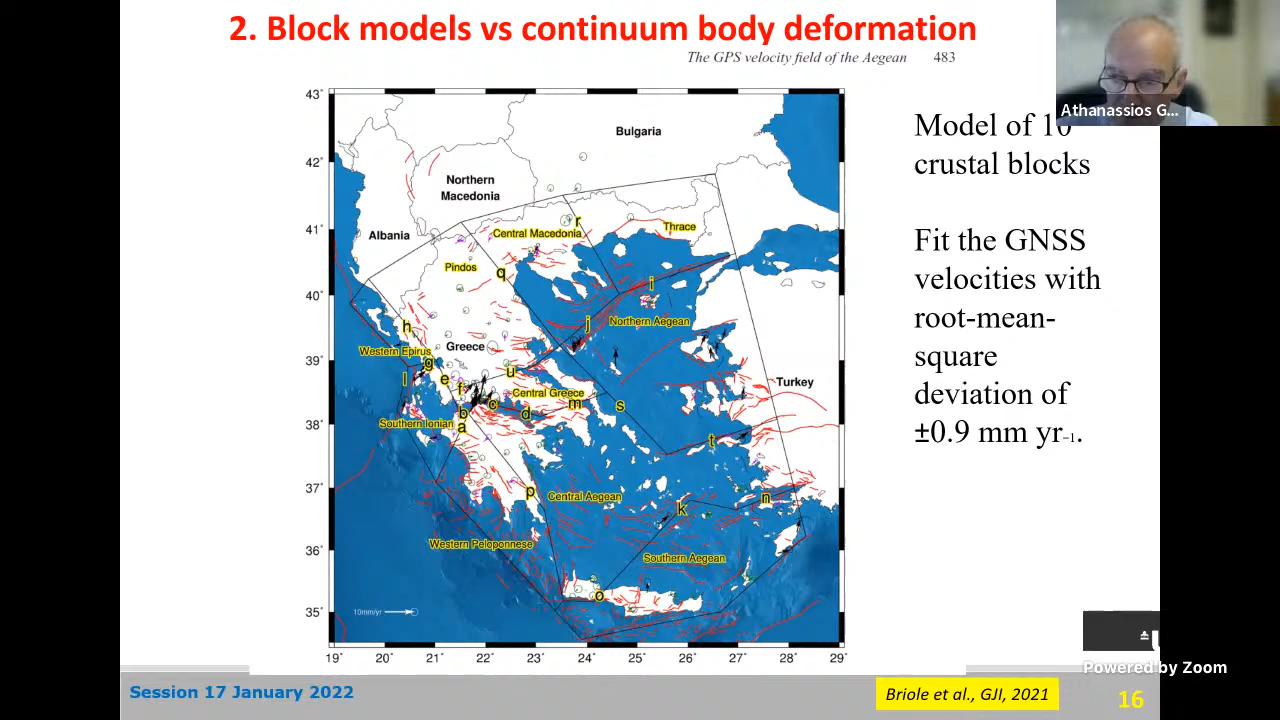 2. Block models vs continuum body deformation
The GPS velocity field of the Aegean 483
Athanassios G...
Model of 10
crustal blocks
Fit the GNSS
velocities with
root-mean-
square
deviation of
±0.9 mm yr-1.
43°
42°
41°
40°
39°
38°
37°
36°
35°
Bulgaria
Northern
Macedonia
Albania
r
Thrace
Central Macedonia
Pindos
q
i
h
j
Northern Aegean
Greece
Western Epirus
g
u
l
e
f
Turkey
Central Greece
c
m
s
b
d
Southern Ionian
a
t
p
Central Aegean
n
k
Western Peloponnese
Southern Aegean
o
10mm/yr
19° 20° 21° 22° 23° 24° 25° 26° 27° 28° 29°
Powered by Zoom
Session 17 January 2022
Briole et al., GJI, 2021
16